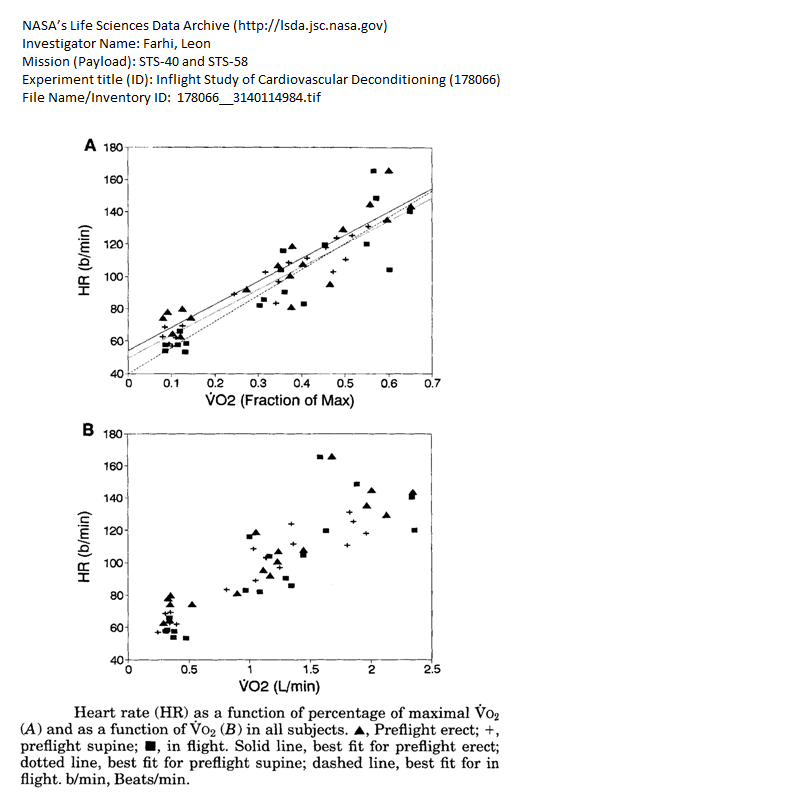 NASA's Life Sciences Data Archive (http://lsda.jsc.nasa.gov)
Investigator Name: Farhi, Leon
Mission (Payload): STS-40 and STS-58
Experiment title (ID): Inflight Study of Cardiovascular Deconditioning (178066)
File Name/Inventory ID: 178066__3140114984.tif
A
180
160
140
120
100
80
60
40
HR (b/min)
0 0.1 0.2 0.3 0.4 0.5 0.6 0.7
V̇O2 (Fraction of Max)
B
180
160
140
120
100
80
60
40
HR (b/min)
0 0.5 1 1.5 2 2.5
V̇O2 (L/min)
Heart rate (HR) as a function of percentage of maximal V̇O₂
(A) and as a function of V̇O₂ (B) in all subjects. ▲, Preflight erect; +,
preflight supine; ■, in flight. Solid line, best fit for preflight erect;
dotted line, best fit for preflight supine; dashed line, best fit for in
flight. b/min, Beats/min.